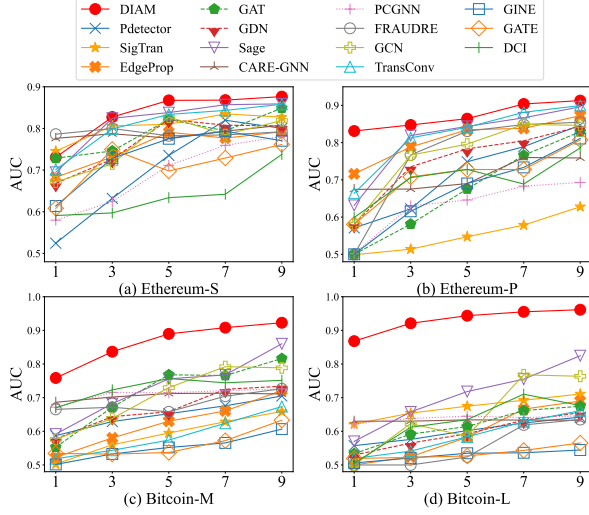 DIAM GAT PCGNN GINE
Pdetector GDN FRAUDRE GATE
SigTran Sage GCN DCI
EdgeProp CARE-GNN TransConv
0.9 0.9
0.8 0.8
0.7 0.7
0.6 0.6
0.5 0.5
AUC AUC
1 3 5 7 9 1 3 5 7 9
(a) Ethereum-S (b) Ethereum-P
1.0 1.0
0.9 0.9
0.8 0.8
0.7 0.7
0.6 0.6
0.5 0.5
AUC AUC
1 3 5 7 9 1 3 5 7 9
(c) Bitcoin-M (d) Bitcoin-L